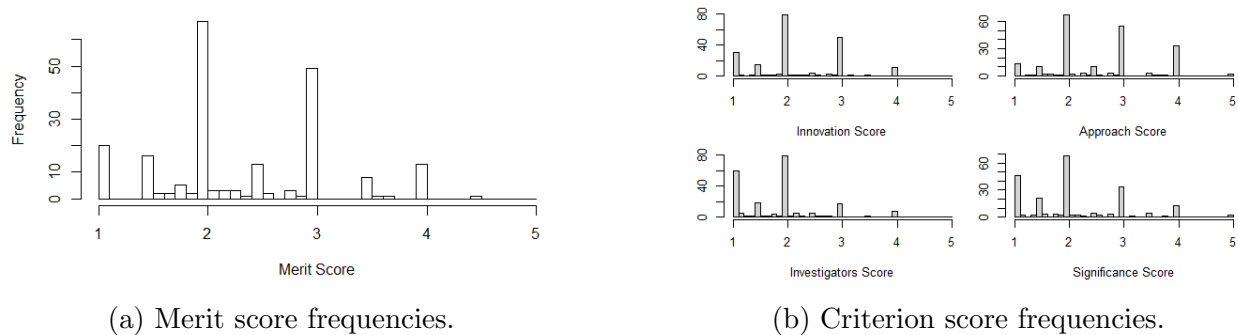 Frequency
0 10 30 50
1 2 3 4 5
Merit Score
(a) Merit score frequencies.
0 40 80
1 2 3 4 5
Innovation Score
0 30 60
1 2 3 4 5
Approach Score
0 40 80
1 2 3 4 5
Investigators Score
0 30 60
1 2 3 4 5
Significance Score
(b) Criterion score frequencies.